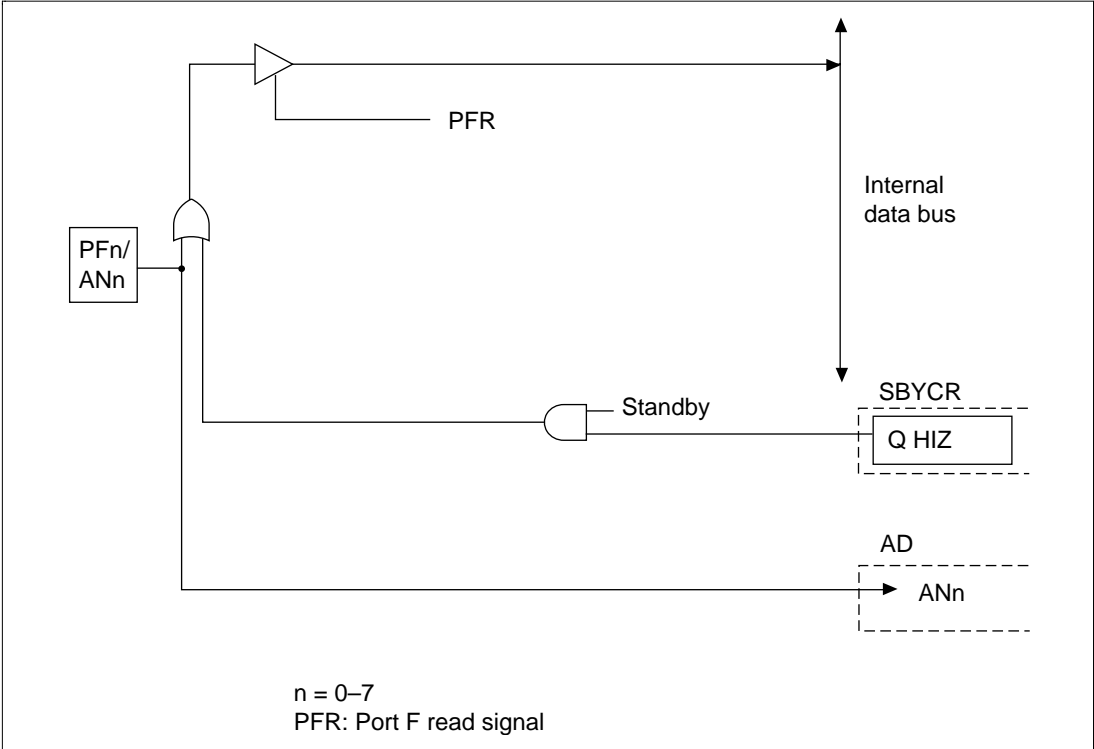 PFR
Internal
data bus
PFn/
ANn
Standby
SBYCR
Q HIZ
AD
ANn
n = 0–7
PFR: Port F read signal